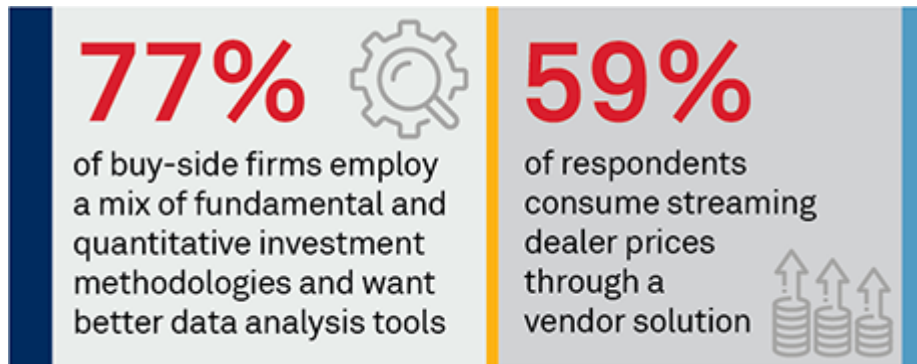 77%
of buy-side firms employ
a mix of fundamental and
quantitative investment
methodologies and want
better data analysis tools
59%
of respondents
consume streaming
dealer prices
through a
vendor solution